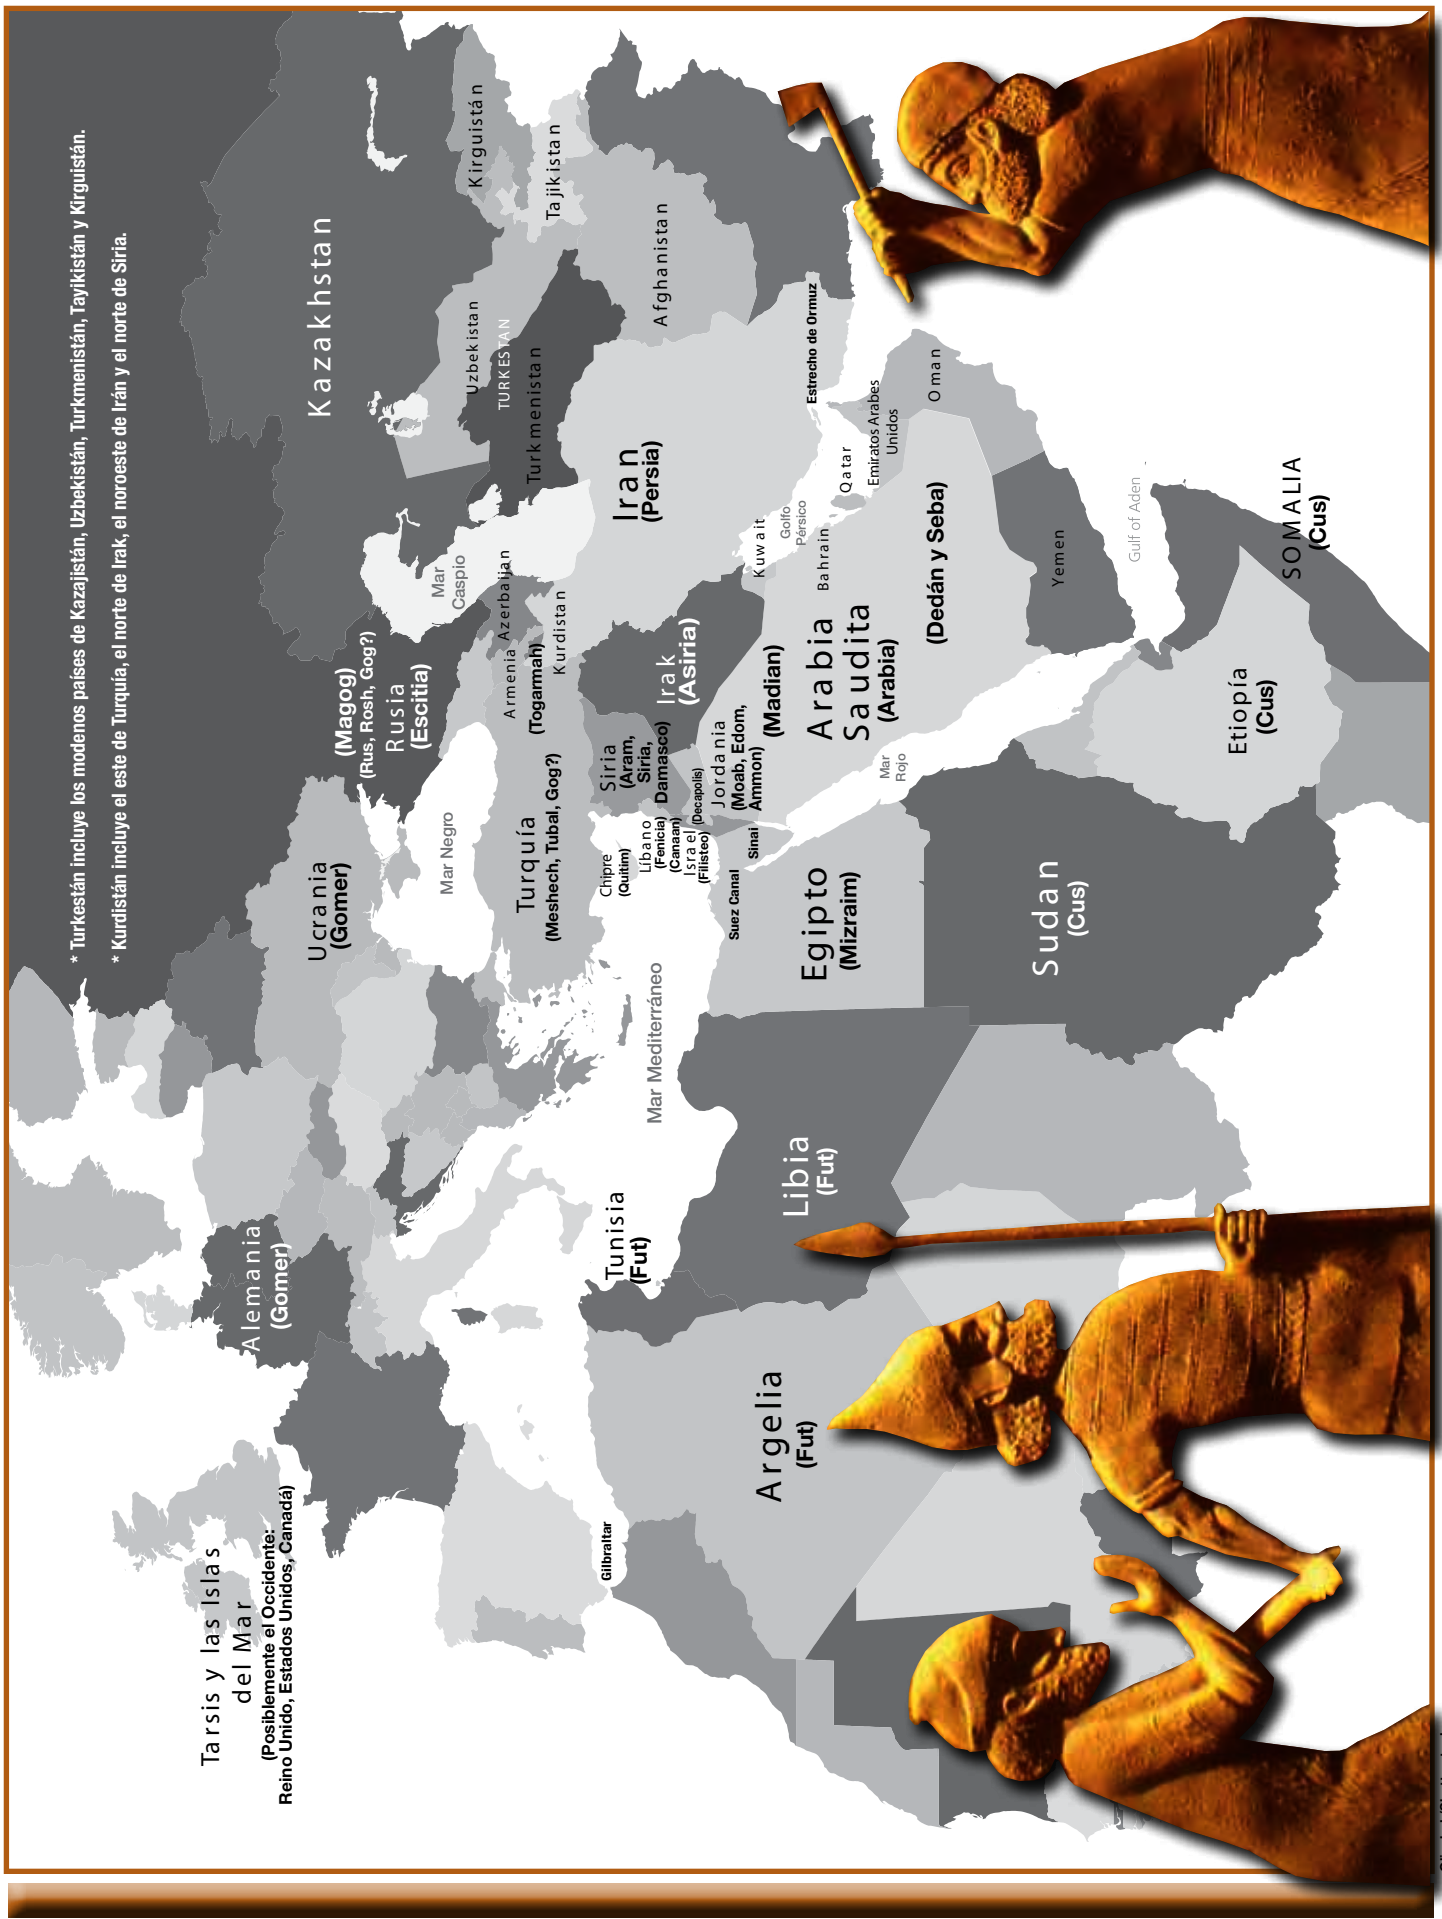 * Turkestán incluye los modenos países de Kazajistán, Uzbekistán, Turkmenistán, Tayikistán y Kirguistán.
* Kurdistán incluye el este de Turquía, el norte de Irak, el noroeste de Irán y el norte de Siria.
Tarsis y las Islas
del Mar
(Posiblemente el Occidente:
Reino Unido, Estados Unidos, Canadá)
Alemania
(Gomer)
Ucrania
(Gomer)
(Magog)
(Rus, Rosh, Gog?)
Rusia
(Escitia)
Kazakhstan
Kirguistán
Tajikistan
Uzbekistan
TURKESTAN
Turkmenistan
Afghanistan
Mar
Caspio
Mar Negro
Azerbaijan
Armenia
(Togarmah)
Kurdistan
Turquía
(Meshech, Tubal, Gog?)
Iran
(Persia)
Chipre
(Quitim)
Siria
(Aram,
Siria,
Damasco)
Irak
(Asiria)
Líbano
(Fenicia)
(Canaan)
Israel
(Filisteo)
(Decapolis)
Jordania
(Moab, Edom,
Ammon)
(Madian)
Mar Mediterráneo
Gilbraltar
Tunisia
(Fut)
Suez Canal
Sinai
Kuwait
Golfo
Pérsico
Estrecho de Ormuz
Bahrain
Qatar
Emiratos Arabes
Unidos
Oman
Argelia
(Fut)
Libia
(Fut)
Egipto
(Mizraim)
Arabia
Saudita
(Arabia)
(Dedán y Seba)
Mar
Rojo
Yemen
Gulf of Aden
Sudan
(Cus)
Etiopía
(Cus)
SOMALIA
(Cus)